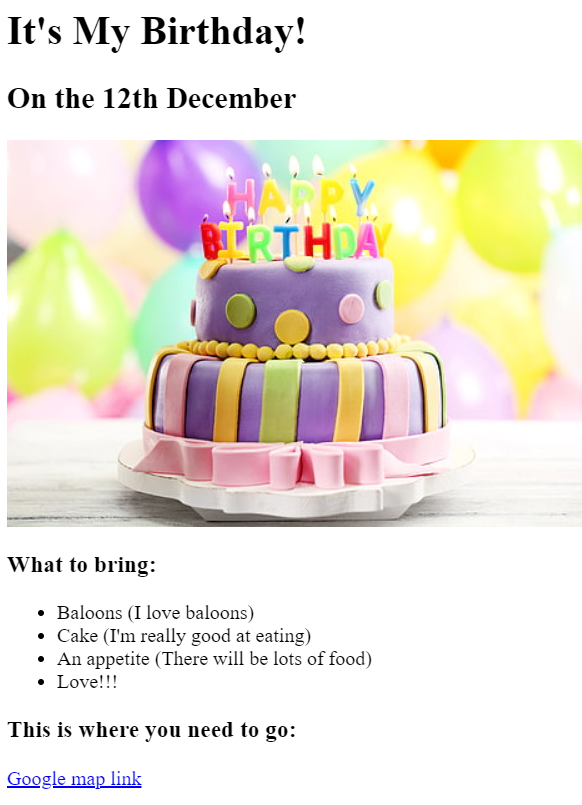 It's My Birthday!
On the 12th December
HAPPY
BIRTHDAY
What to bring:
Baloons (I love baloons)
Cake (I'm really good at eating)
An appetite (There will be lots of food)
Love!!!
This is where you need to go:
Google map link